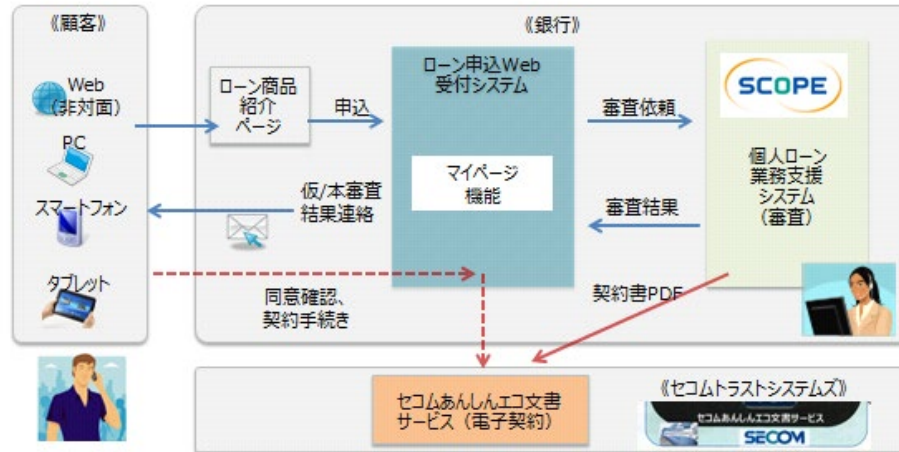 《顧客》
Web
（非対面）
PC
スマートフォン
タブレット
《銀行》
ローン商品
紹介
ページ
申込
ローン申込Web
受付システム
マイページ
機能
審査依頼
審査結果
SCOPE
個人ローン
業務支援
システム
（審査）
仮/本審査
結果連絡
同意確認、
契約手続き
契約書PDF
セコムあんしんエコ文書
サービス（電子契約）
《セコムトラストシステムズ》
セコムあんしんエコ文書サービス
SECOM